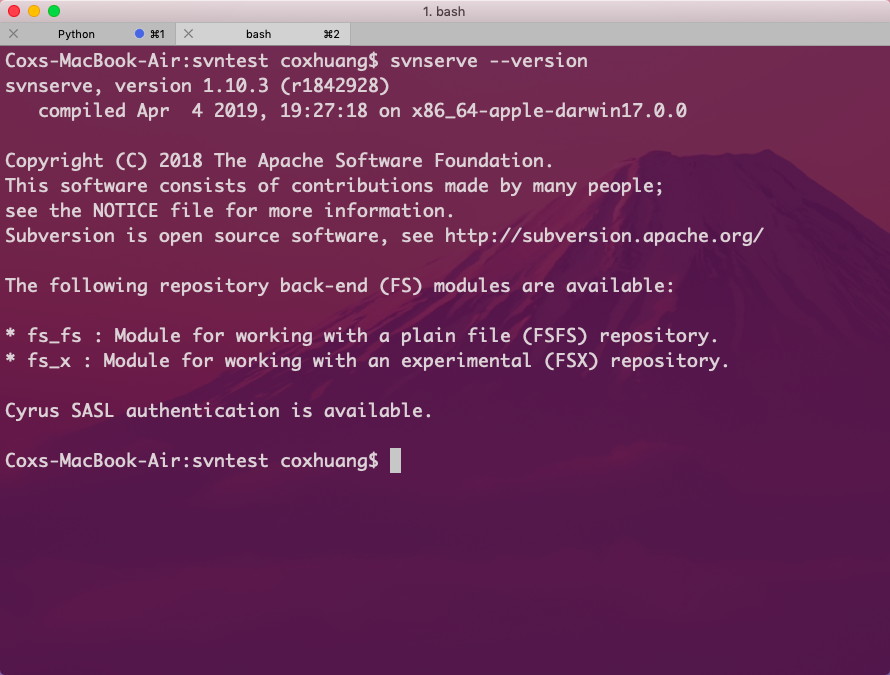 1. bash
Python ⌘1 bash ⌘2
Coxs-MacBook-Air:svntest coxhuang$ svnserve --version
svnserve, version 1.10.3 (r1842928)
   compiled Apr  4 2019, 19:27:18 on x86_64-apple-darwin17.0.0
Copyright (C) 2018 The Apache Software Foundation.
This software consists of contributions made by many people;
see the NOTICE file for more information.
Subversion is open source software, see http://subversion.apache.org/
The following repository back-end (FS) modules are available:
* fs_fs : Module for working with a plain file (FSFS) repository.
* fs_x : Module for working with an experimental (FSX) repository.
Cyrus SASL authentication is available.
Coxs-MacBook-Air:svntest coxhuang$